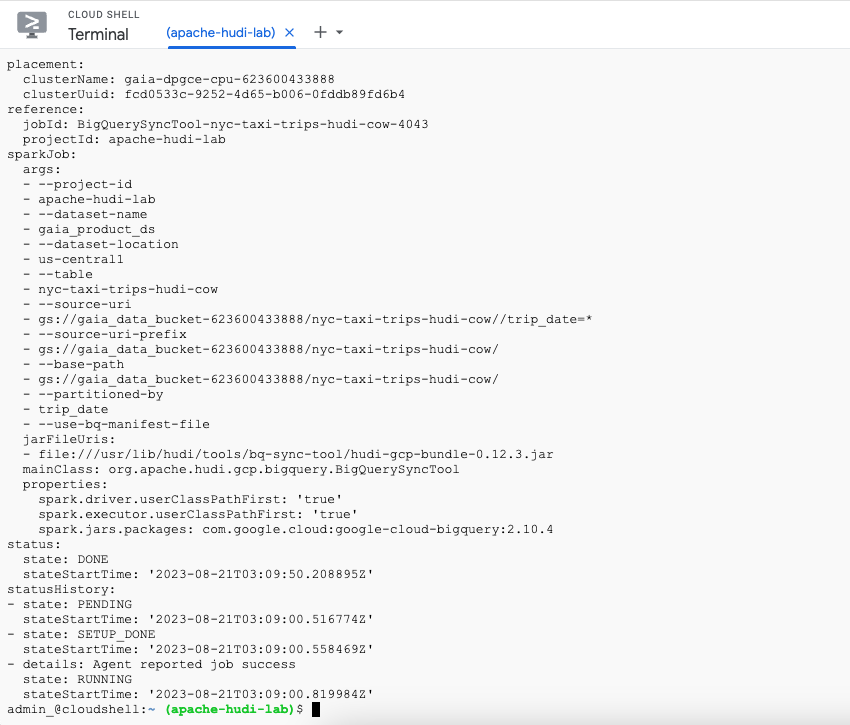 CLOUD SHELL
Terminal
(apache-hudi-lab)
placement:
  clusterName: gaia-dpgce-cpu-623600433888
  clusterUuid: fcd0533c-9252-4d65-b006-0fddb89fd6b4
reference:
  jobId: BigQuerySyncTool-nyc-taxi-trips-hudi-cow-4043
  projectId: apache-hudi-lab
sparkJob:
  args:
  - --project-id
  - apache-hudi-lab
  - --dataset-name
  - gaia_product_ds
  - --dataset-location
  - us-central1
  - --table
  - nyc-taxi-trips-hudi-cow
  - --source-uri
  - gs://gaia_data_bucket-623600433888/nyc-taxi-trips-hudi-cow//trip_date=*
  - --source-uri-prefix
  - gs://gaia_data_bucket-623600433888/nyc-taxi-trips-hudi-cow/
  - --base-path
  - gs://gaia_data_bucket-623600433888/nyc-taxi-trips-hudi-cow/
  - --partitioned-by
  - trip_date
  - --use-bq-manifest-file
  jarFileUris:
  - file:///usr/lib/hudi/tools/bq-sync-tool/hudi-gcp-bundle-0.12.3.jar
  mainClass: org.apache.hudi.gcp.bigquery.BigQuerySyncTool
  properties:
    spark.driver.userClassPathFirst: 'true'
    spark.executor.userClassPathFirst: 'true'
    spark.jars.packages: com.google.cloud:google-cloud-bigquery:2.10.4
status:
  state: DONE
  stateStartTime: '2023-08-21T03:09:50.208895Z'
statusHistory:
- state: PENDING
  stateStartTime: '2023-08-21T03:09:00.516774Z'
- state: SETUP_DONE
  stateStartTime: '2023-08-21T03:09:00.558469Z'
- details: Agent reported job success
  state: RUNNING
  stateStartTime: '2023-08-21T03:09:00.819984Z'
admin_@cloudshell:~ (apache-hudi-lab)$